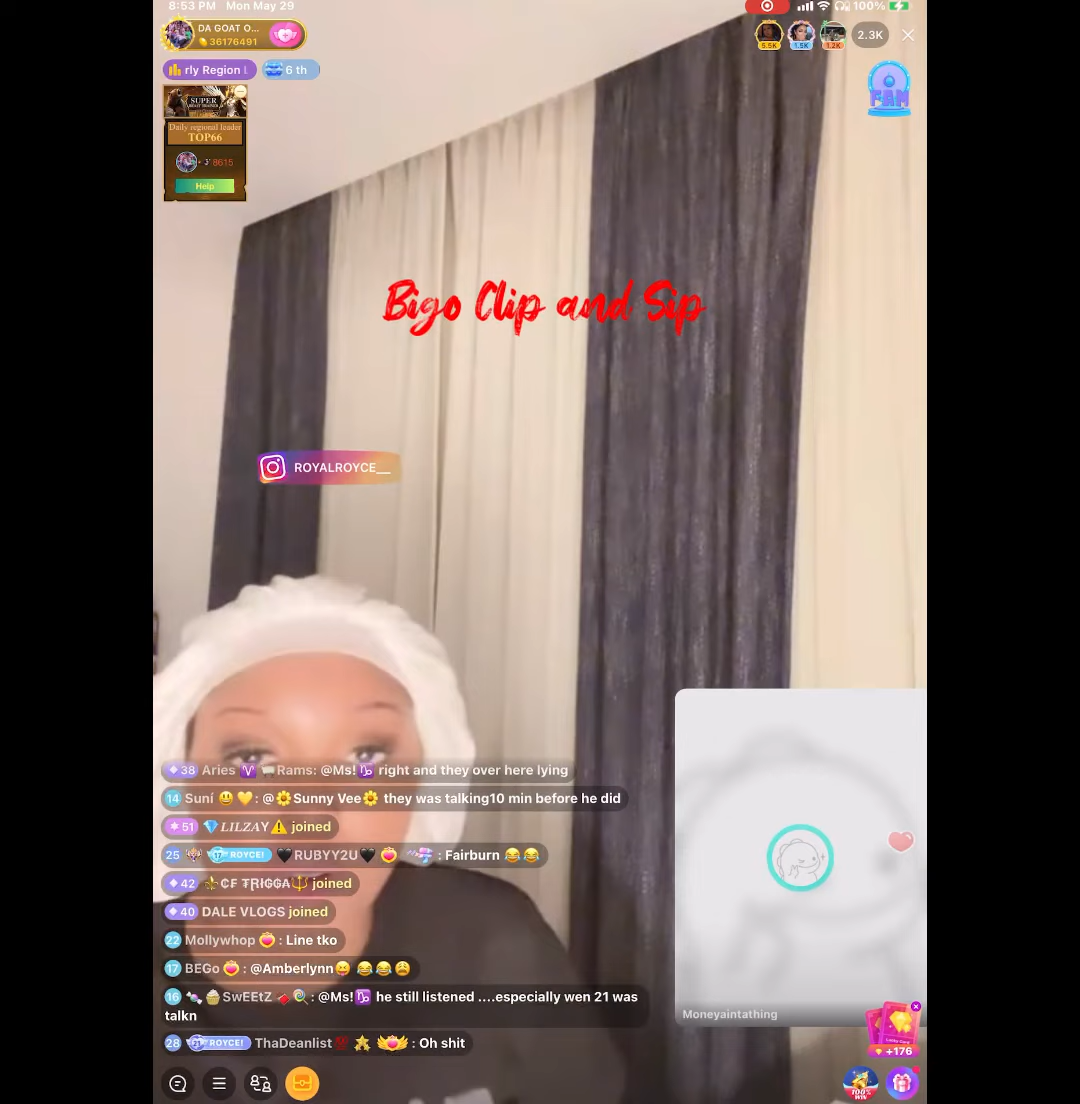 8:53 PM Mon May 29
100%
DA GOAT O...
36176491
5.5K
1.5K
1.2K
2.3K
rly Region L
6 th
FAM
SUPER
Daily regional leader
TOP66
8615
Help
Bigo Clip and Sip
ROYALROYCE__
38 Aries ♈ Rams: @Ms!♑ right and they over here lying
14 Suní 😃 💛: @🌻Sunny Vee🌻 they was talking10 min before he did
51 💎LILZAY⚠️ joined
25 ROYCE! 🖤RUBYY2U🖤 : Fairburn 😂😂
42 ⚜️₵₣ ₮ⱤłGGA🔱 joined
40 DALE VLOGS joined
22 Mollywhop : Line tko
17 BEGo : @Amberlynn😛 😂😂😩
16 🍬🧁SwEEtZ 🍫🍭: @Ms!♑ he still listened ....especially wen 21 was
talkn
28 ROYCE! ThaDeanlist💯 : Oh shit
Moneyaintathing
+176
100%
WIN